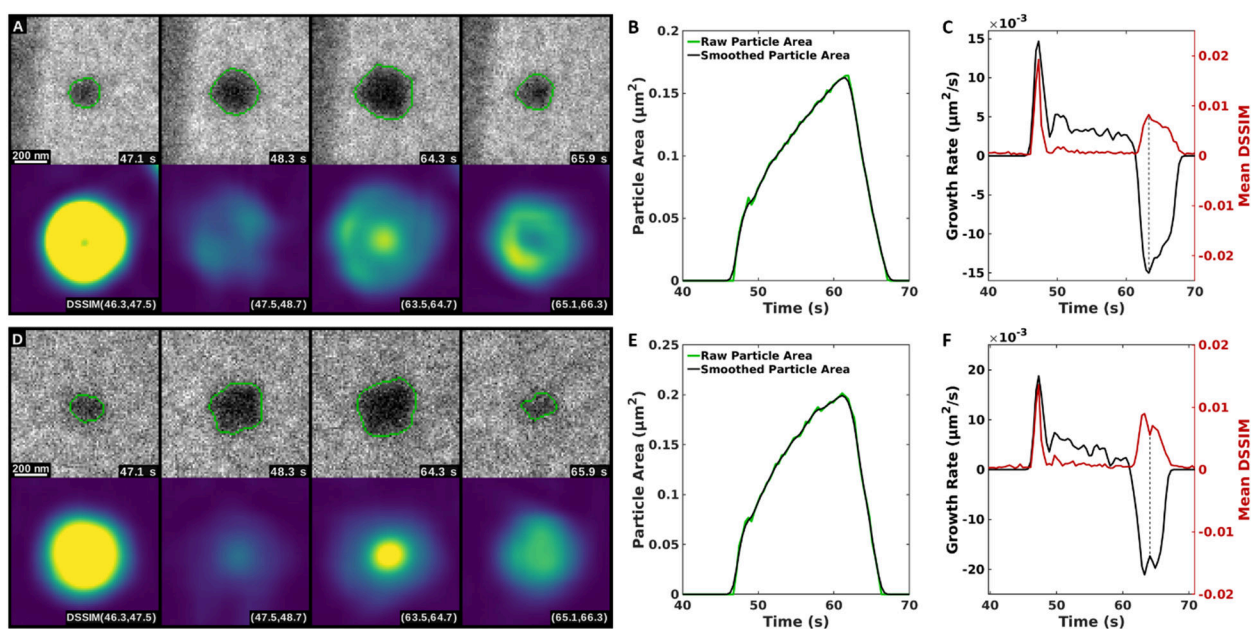 A
200 nm
47.1 s
48.3 s
64.3 s
65.9 s
DSSIM(46.3,47.5)
(47.5,48.7)
(63.5,64.7)
(65.1,66.3)
B
Raw Particle Area
Smoothed Particle Area
Particle Area (μm²)
0.2
0.15
0.1
0.05
0
40 50 60 70
Time (s)
C
×10⁻³
Growth Rate (μm²/s)
15
10
5
0
-5
-10
-15
40 50 60 70
Time (s)
0.02
0.01
0
-0.01
-0.02
Mean DSSIM
D
200 nm
47.1 s
48.3 s
64.3 s
65.9 s
DSSIM(46.3,47.5)
(47.5,48.7)
(63.5,64.7)
(65.1,66.3)
E
Raw Particle Area
Smoothed Particle Area
Particle Area (μm²)
0.25
0.2
0.15
0.1
0.05
0
40 50 60 70
Time (s)
F
×10⁻³
Growth Rate (μm²/s)
20
10
0
-10
-20
40 50 60 70
Time (s)
0.02
0.01
0
-0.01
-0.02
Mean DSSIM